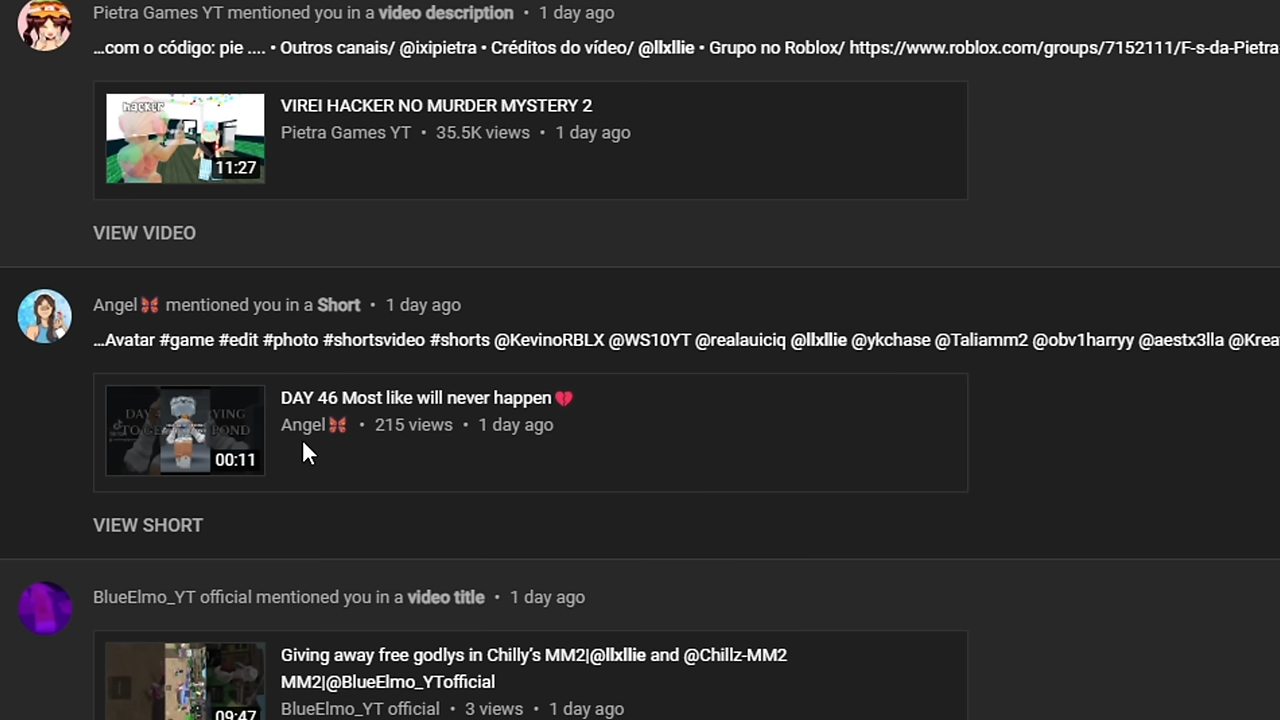 Pietra Games YT mentioned you in a video description • 1 day ago
...com o código: pie .... • Outros canais/ @ixipietra • Créditos do vídeo/ @llxllie • Grupo no Roblox/ https://www.roblox.com/groups/7152111/F-s-da-Pietra-
hacker
11:27
VIREI HACKER NO MURDER MYSTERY 2
Pietra Games YT • 35.5K views • 1 day ago
VIEW VIDEO
Angel🦋 mentioned you in a Short • 1 day ago
...Avatar #game #edit #photo #shortsvideo #shorts @KevinoRBLX @WS10YT @realauiciq @llxllie @ykchase @Taliamm2 @obv1harryy @aestx3lla @Krea
00:11
DAY 46 Most like will never happen💔
Angel🦋 • 215 views • 1 day ago
VIEW SHORT
BlueElmo_YT official mentioned you in a video title • 1 day ago
09:47
Giving away free godlys in Chilly’s MM2|@llxllie and @Chillz-MM2
MM2|@BlueElmo_YTofficial
BlueElmo_YT official • 3 views • 1 day ago